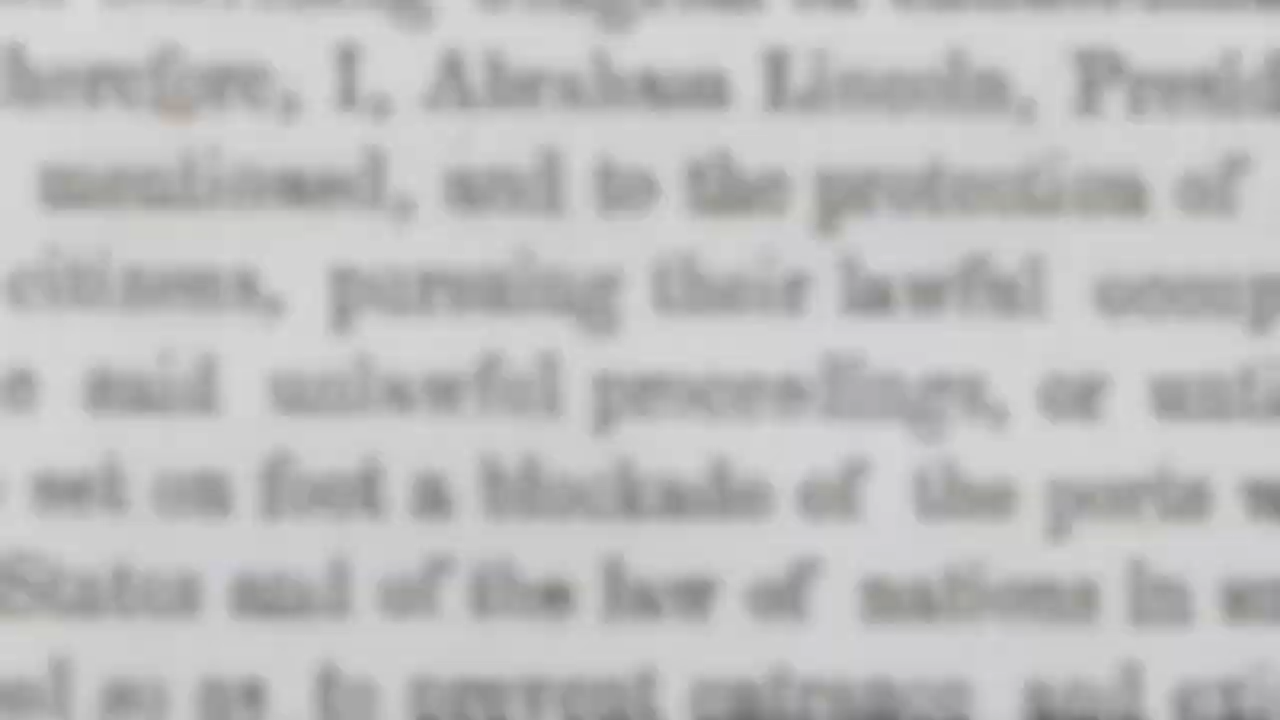 herefore, I, Abraham Lincoln, Presid
mentioned, and to the protection of
citizens, pursuing their lawful occup
e said unlawful proceedings, or unti
set on foot a blockade of the ports w
States and of the law of nations in
so as to prevent entrance and exi